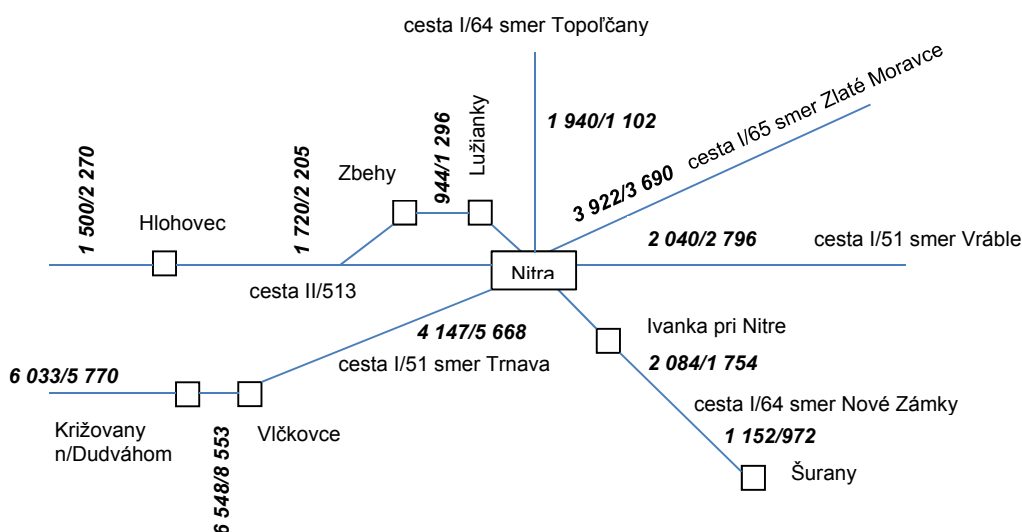 cesta I/64 smer Topoľčany
1 940/1 102
cesta I/65 smer Zlaté Moravce
3 922/3 690
Lužianky
944/1 296
Zbehy
1 720/2 205
1 500/2 270
Hlohovec
2 040/2 796
cesta I/51 smer Vráble
Nitra
cesta II/513
4 147/5 668
cesta I/51 smer Trnava
Ivanka pri Nitre
2 084/1 754
6 033/5 770
cesta I/64 smer Nové Zámky
1 152/972
Križovany
n/Dudváhom
Vlčkovce
6 548/8 553
Šurany